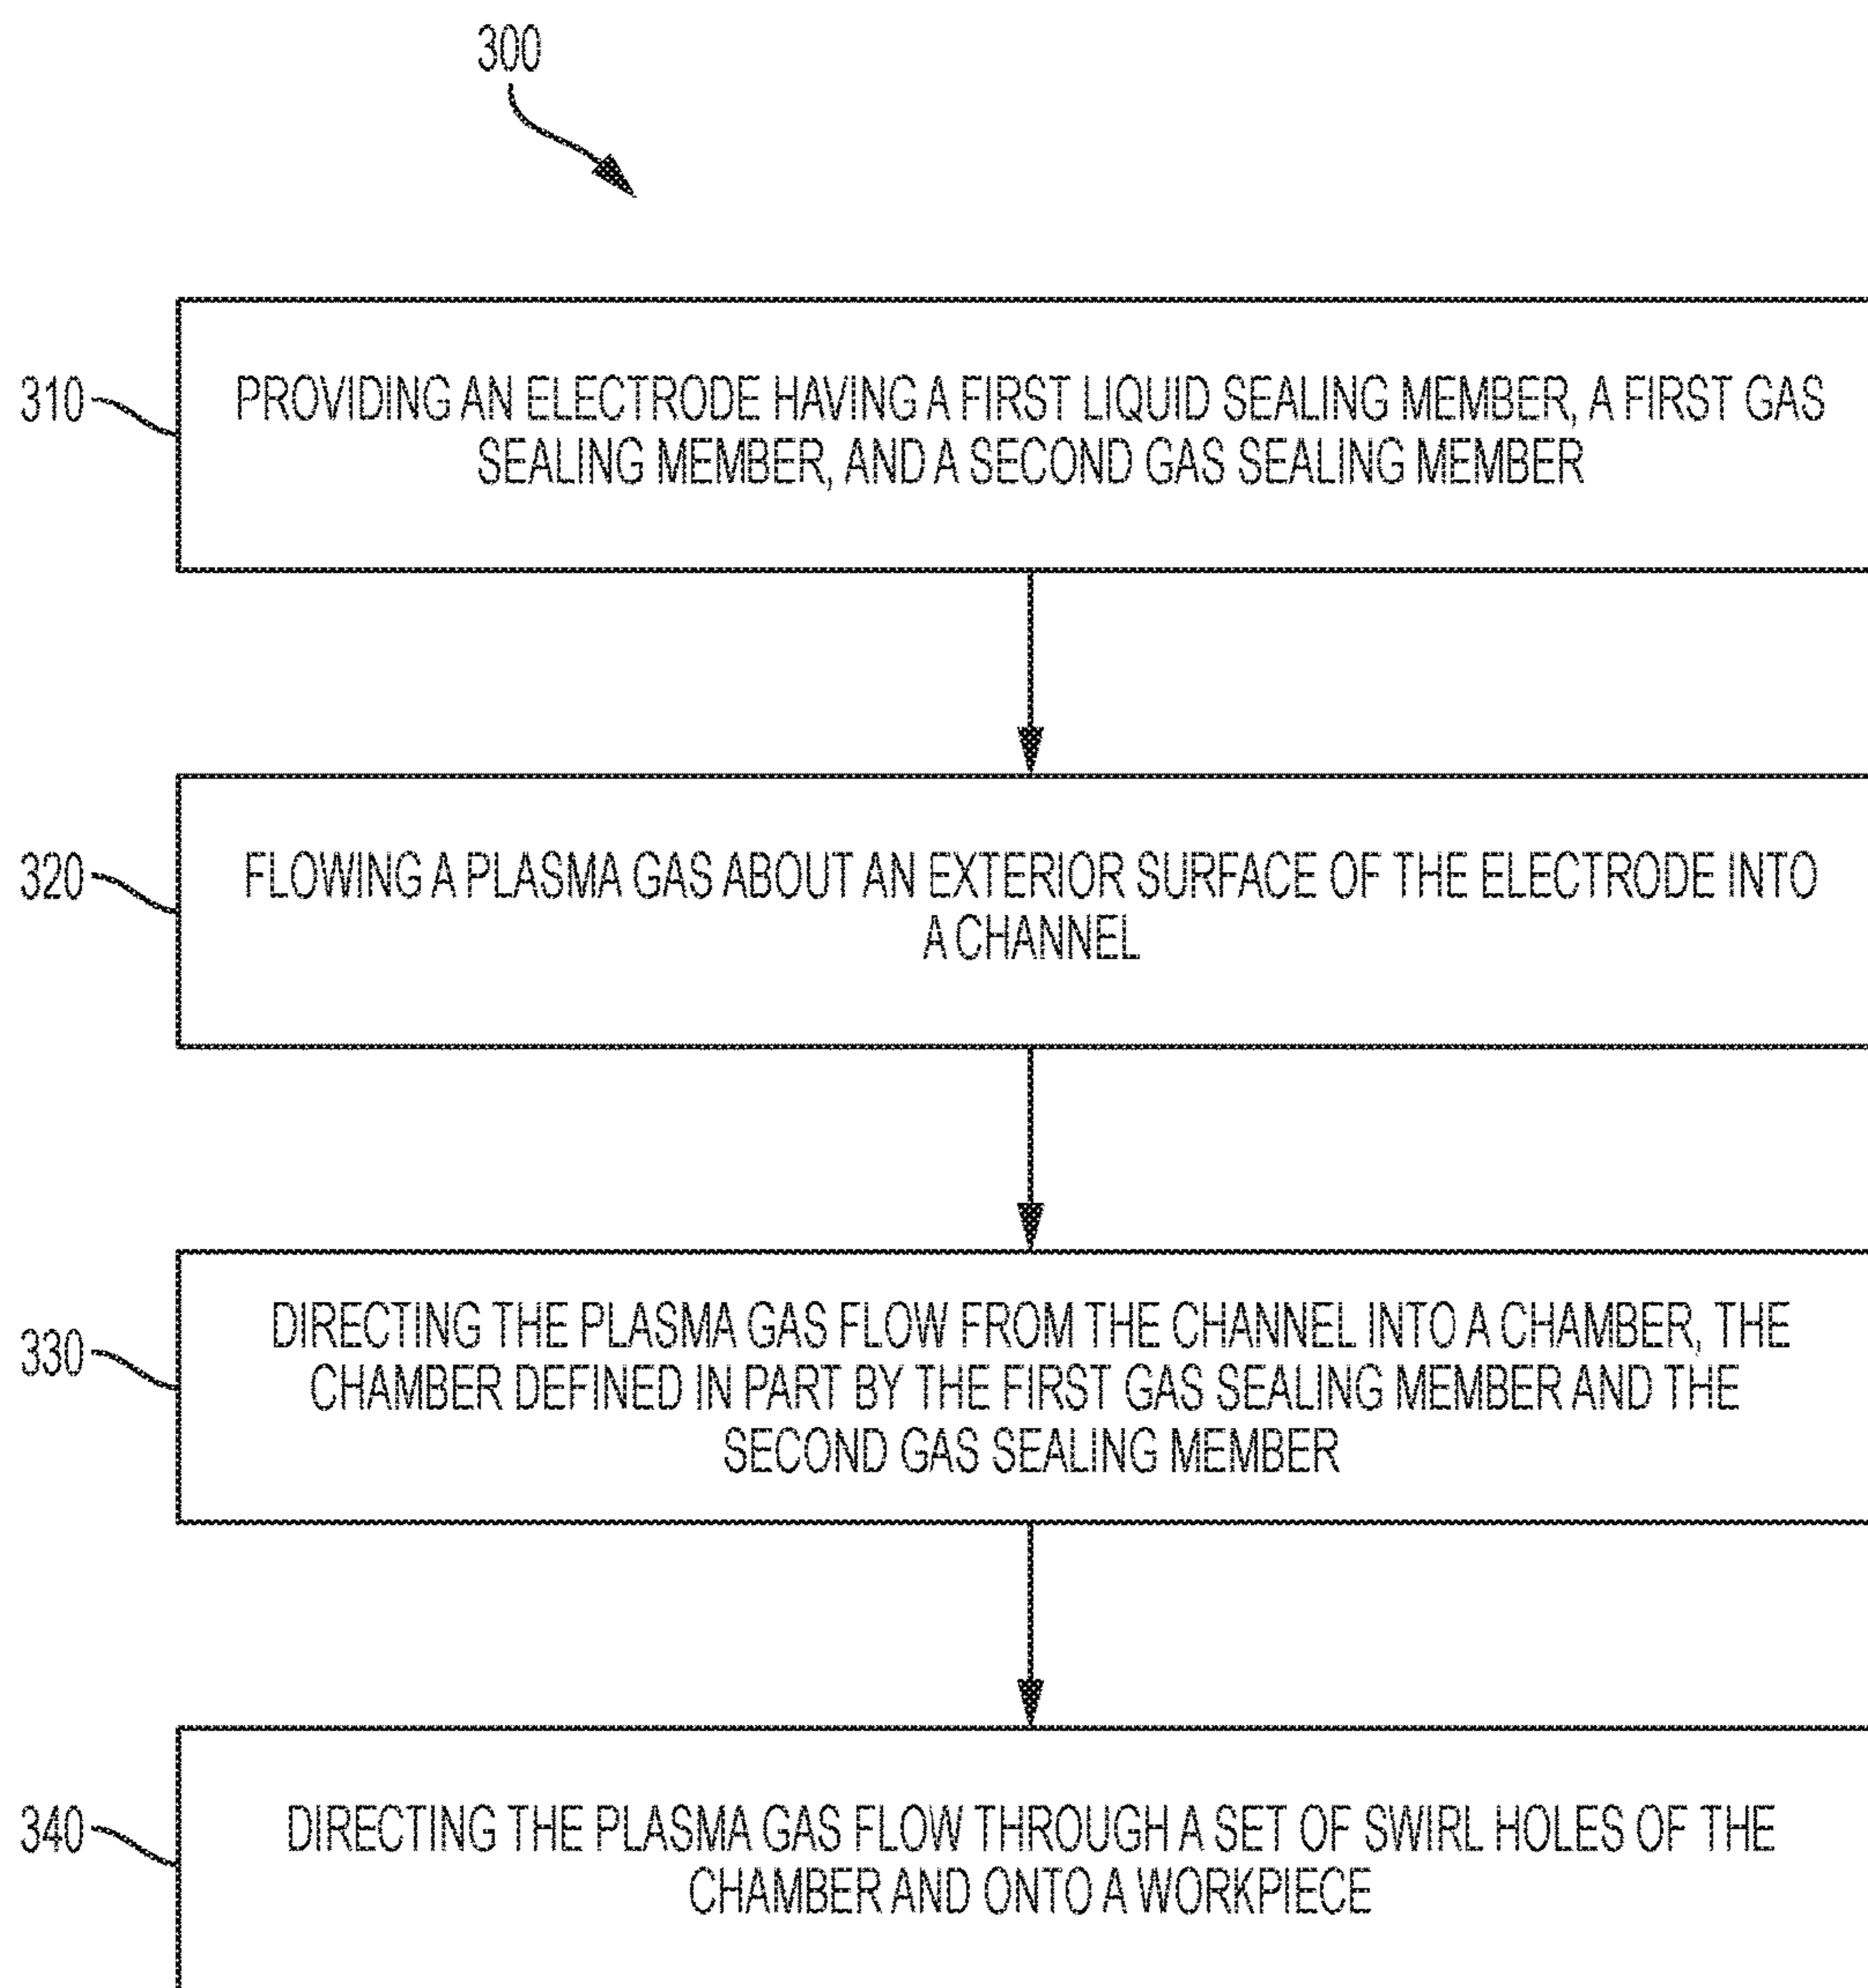 300
310
PROVIDING AN ELECTRODE HAVING A FIRST LIQUID SEALING MEMBER, A FIRST GAS
SEALING MEMBER, AND A SECOND GAS SEALING MEMBER
320
FLOWING A PLASMA GAS ABOUT AN EXTERIOR SURFACE OF THE ELECTRODE INTO
A CHANNEL
330
DIRECTING THE PLASMA GAS FLOW FROM THE CHANNEL INTO A CHAMBER, THE
CHAMBER DEFINED IN PART BY THE FIRST GAS SEALING MEMBER AND THE
SECOND GAS SEALING MEMBER
340
DIRECTING THE PLASMA GAS FLOW THROUGH A SET OF SWIRL HOLES OF THE
CHAMBER AND ONTO A WORKPIECE